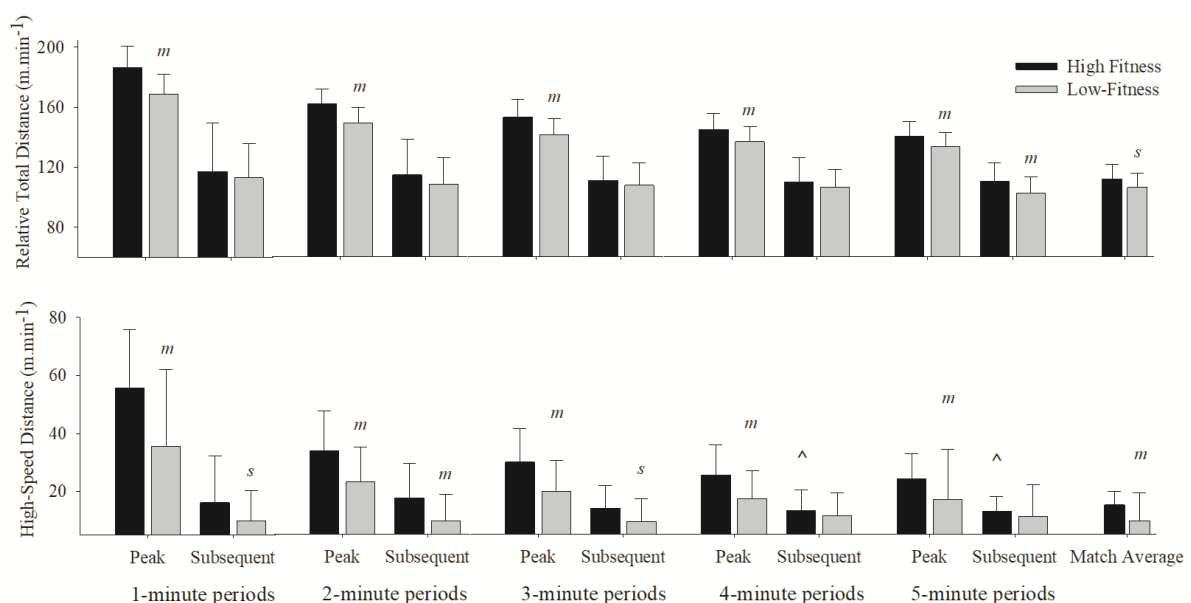 Relative Total Distance (m.min-1)
200
160
120
80
m
m
m
m
m
m
s
High Fitness
Low-Fitness
High-Speed Distance (m.min-1)
80
60
40
20
m
s
m
m
m
s
m
^
m
^
m
Peak Subsequent Peak Subsequent Peak Subsequent Peak Subsequent Peak Subsequent Match Average
1-minute periods 2-minute periods 3-minute periods 4-minute periods 5-minute periods